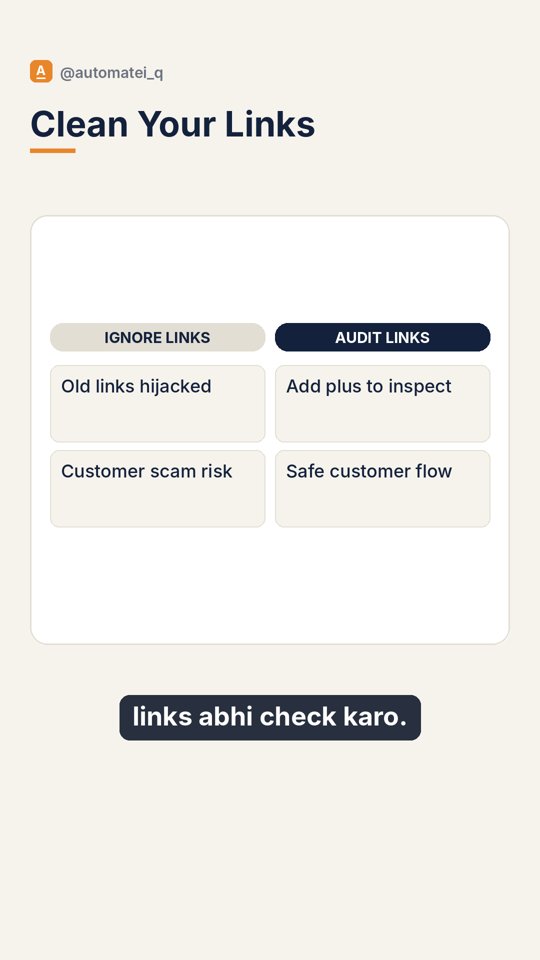 A
@automatei_q
Clean Your Links
IGNORE LINKS
AUDIT LINKS
Old links hijacked
Add plus to inspect
Customer scam risk
Safe customer flow
links abhi check karo.